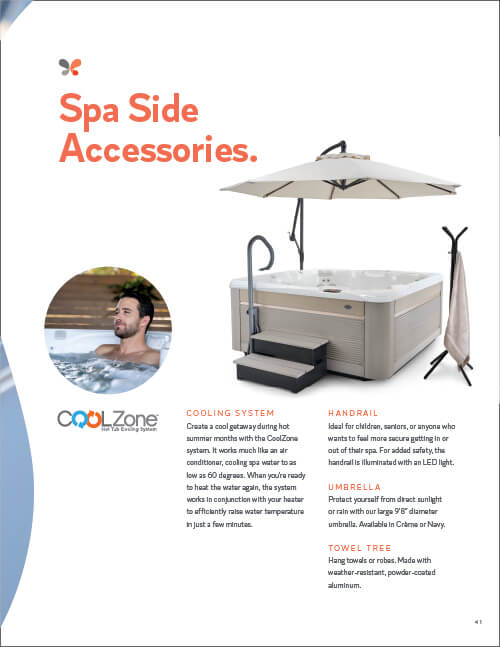 Spa Side
Accessories.
COOLZone™
Hot Tub Cooling System
COOLING SYSTEM
Create a cool getaway during hot
summer months with the CoolZone
system. It works much like an air
conditioner, cooling spa water to as
low as 60 degrees. When you're ready
to heat the water again, the system
works in conjunction with your heater
to efficiently raise water temperature
in just a few minutes.
HANDRAIL
Ideal for children, seniors, or anyone who
wants to feel more secure getting in or
out of their spa. For added safety, the
handrail is illuminated with an LED light.
UMBRELLA
Protect yourself from direct sunlight
or rain with our large 9'8" diameter
umbrella. Available in Crème or Navy.
TOWEL TREE
Hang towels or robes. Made with
weather-resistant, powder-coated
aluminum.
41